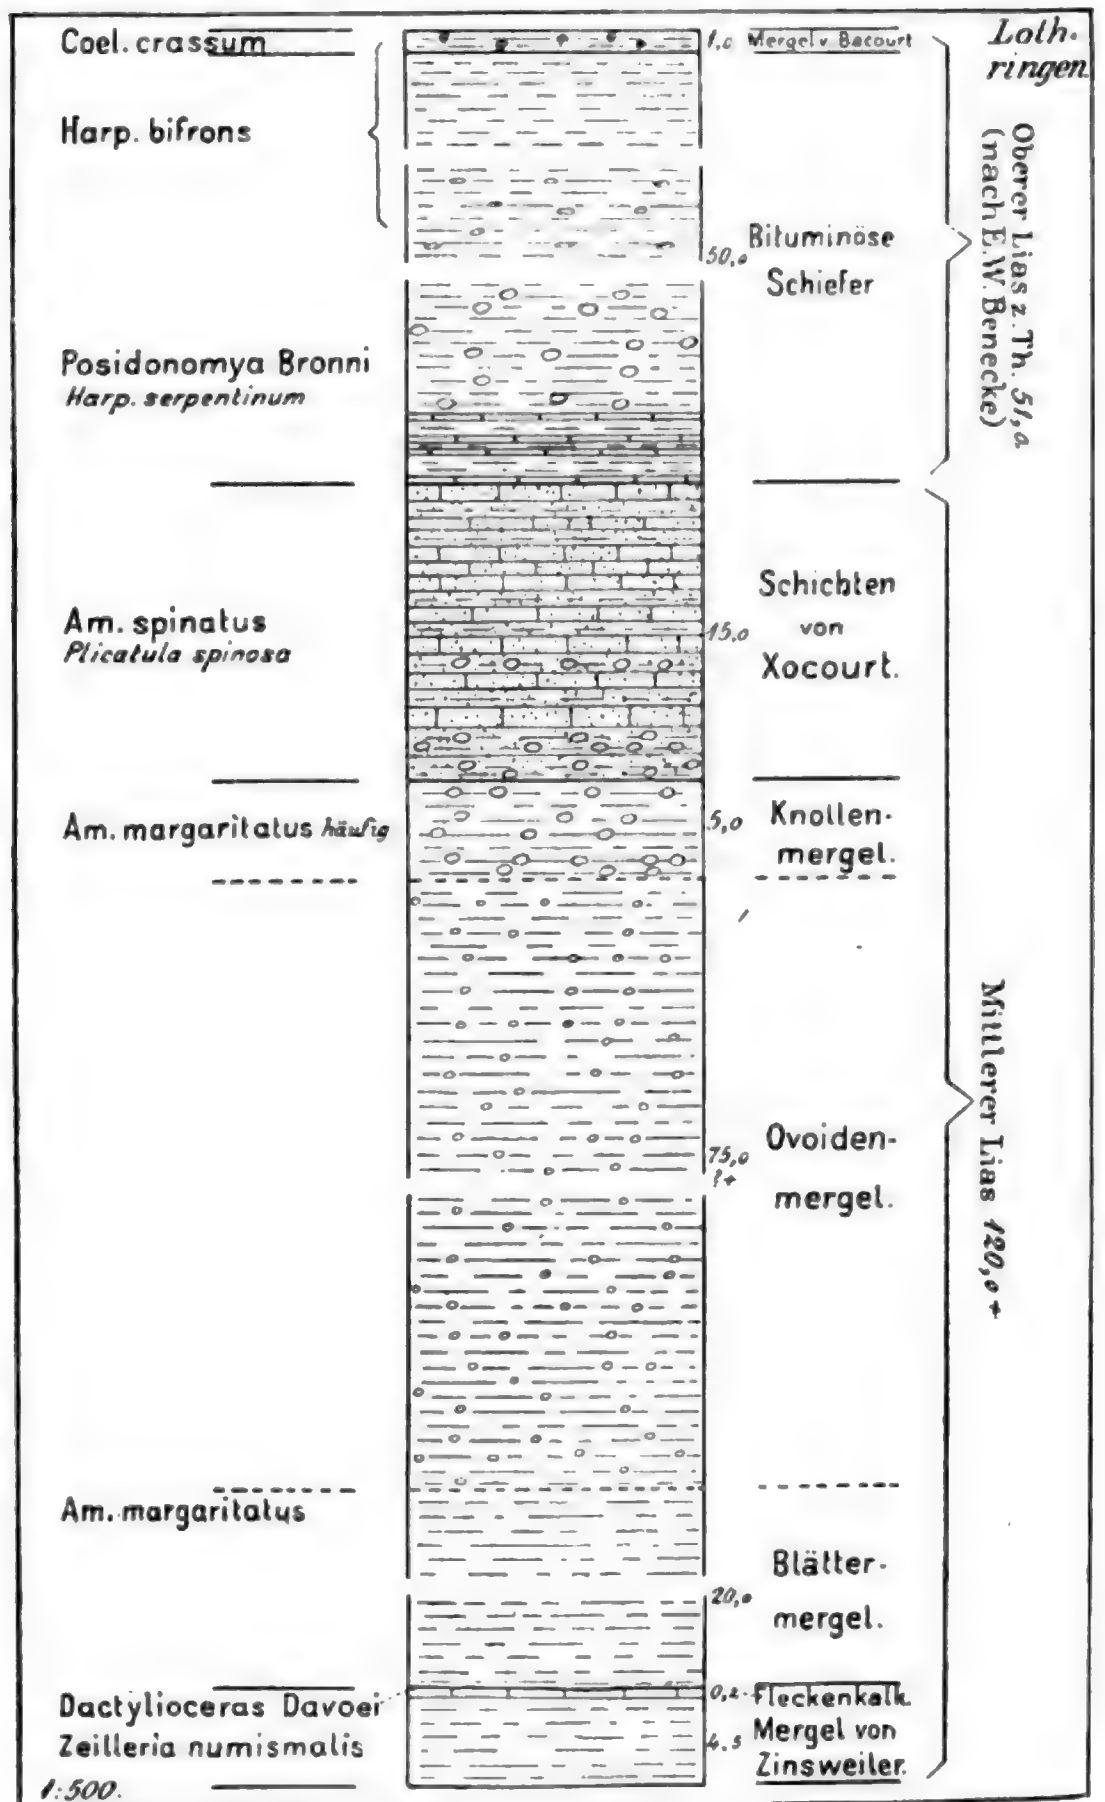 Loth-
ringen.
Coel. crassum
1,0
Mergel v. Bacourt
Harp. bifrons
50,0
Bituminöse
Schiefer
Oberer Lias z. Th. 51,0
(nach E.W. Benecke)
Posidonomya Bronni
Harp. serpentinum
Am. spinatus
Plicatula spinosa
15,0
Schichten
von
Xocourt.
Am. margaritatus häufig
5,0
Knollen-
mergel.
75,0
?+
Ovoiden-
mergel.
Mittlerer Lias 120,0+
Am. margaritatus
20,0
Blätter-
mergel.
Dactylioceras Davoei
0,2
Fleckenkalk.
Zeilleria numismalis
4.5
Mergel von
Zinsweiler.
1:500.